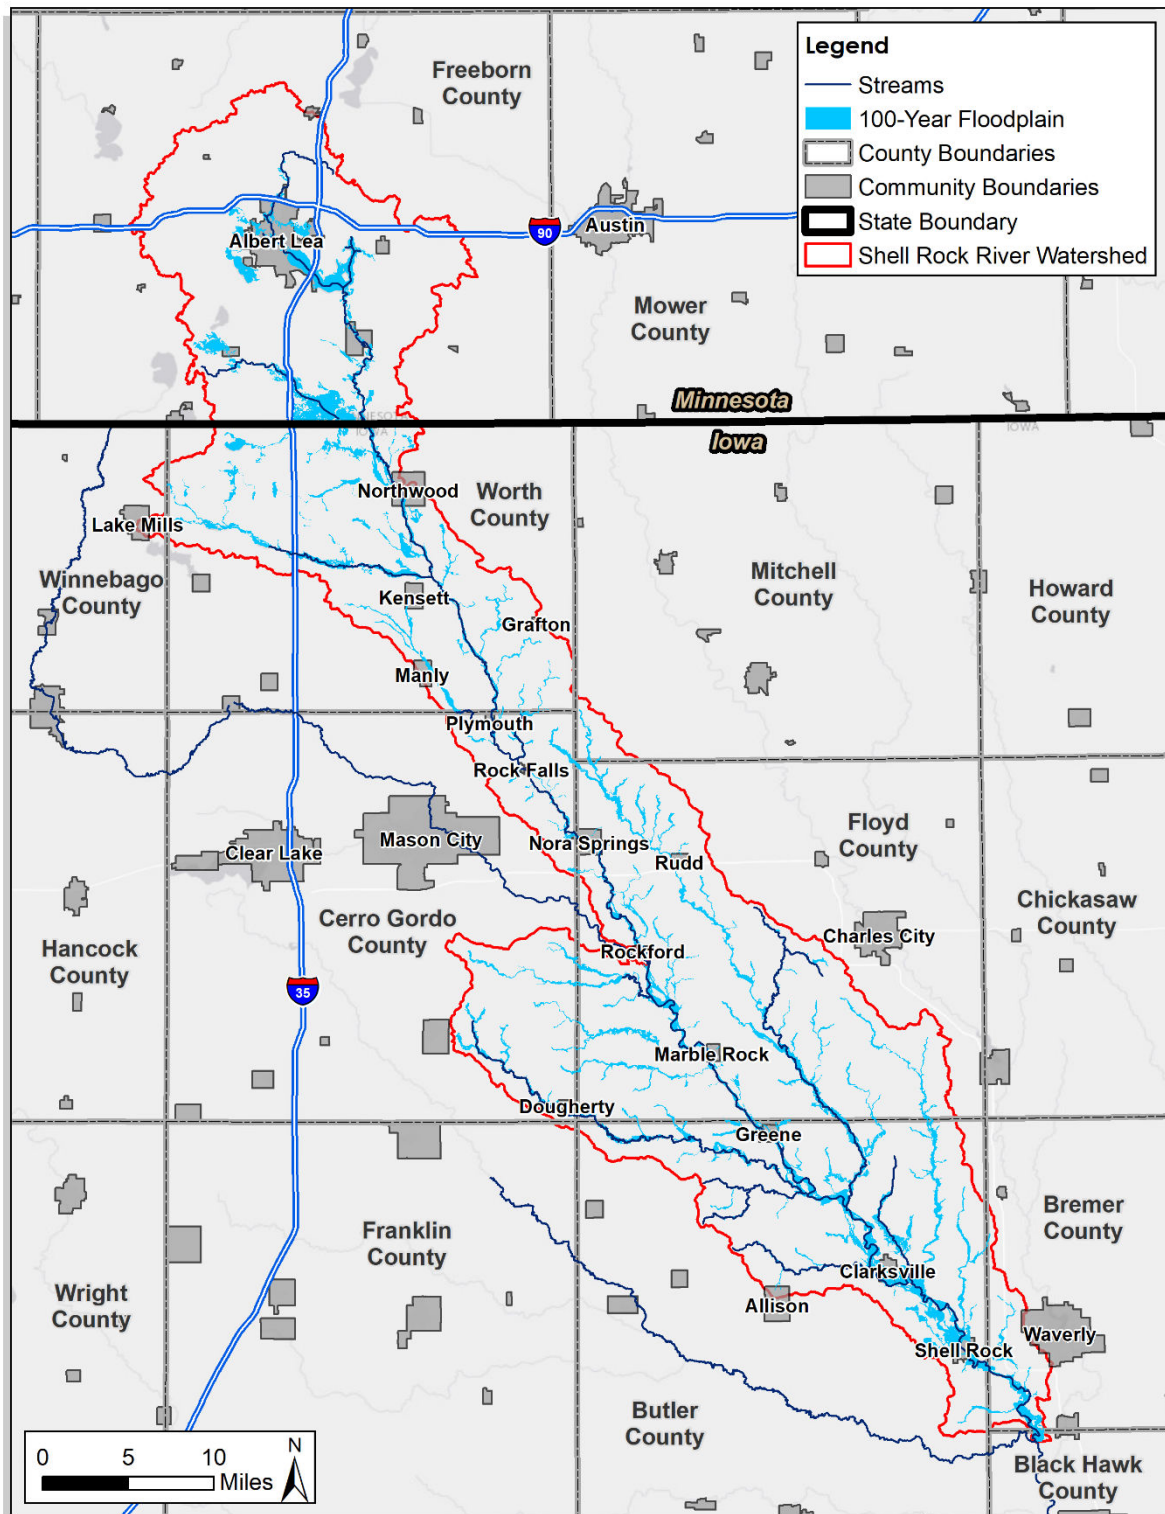 Legend
Streams
100-Year Floodplain
County Boundaries
Community Boundaries
State Boundary
Shell Rock River Watershed
Freeborn
County
Albert Lea
90
Austin
Mower
County
Minnesota
Iowa
IOWA
Northwood
Worth
County
Lake Mills
Winnebago
County
Kensett
Mitchell
County
Howard
County
Grafton
Manly
Plymouth
Rock Falls
Mason City
Nora Springs
Clear Lake
Rudd
Floyd
County
Cerro Gordo
County
Chickasaw
County
Charles City
Hancock
County
Rockford
35
Marble Rock
Dougherty
Greene
Franklin
County
Bremer
County
Wright
County
Clarksville
Allison
Waverly
Shell Rock
Butler
County
Black Hawk
County
0 5 10
Miles
N